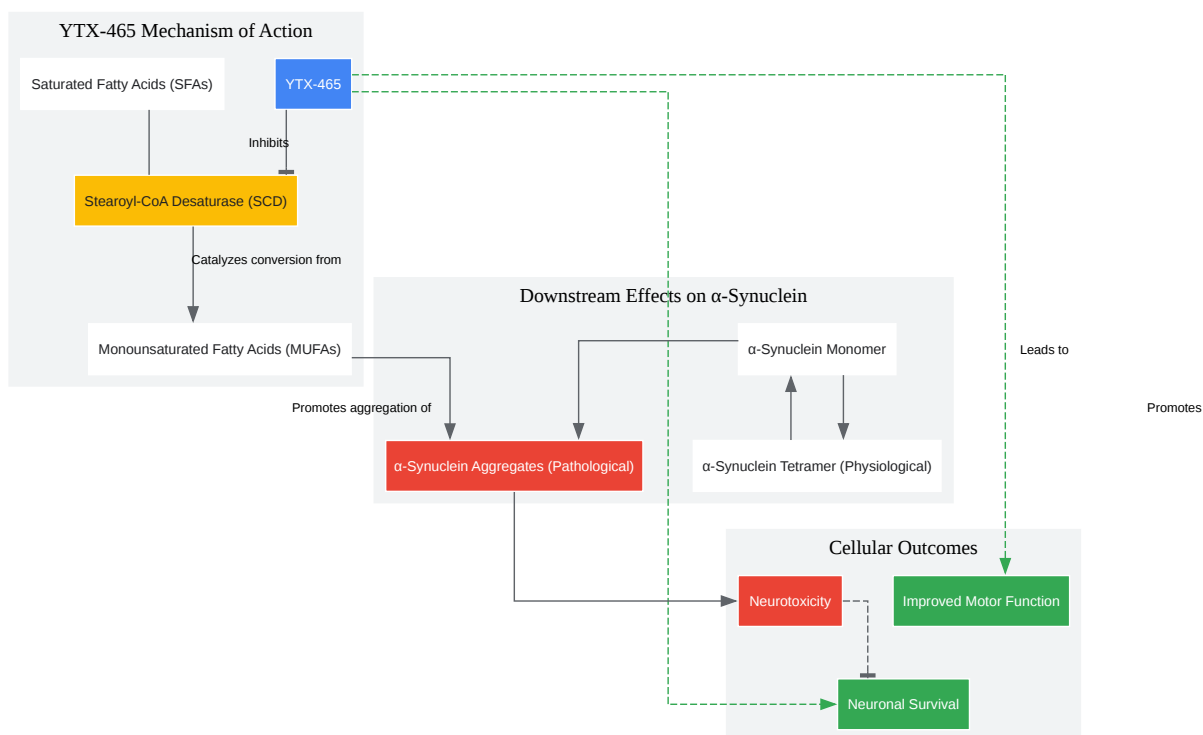 YTX-465 Mechanism of Action
Saturated Fatty Acids (SFAs)
YTX-465
Inhibits
Stearoyl-CoA Desaturase (SCD)
Catalyzes conversion from
Monounsaturated Fatty Acids (MUFAs)
Downstream Effects on α-Synuclein
α-Synuclein Monomer
Leads to
Promotes aggregation of
Promotes
α-Synuclein Aggregates (Pathological)
α-Synuclein Tetramer (Physiological)
Cellular Outcomes
Neurotoxicity
Improved Motor Function
Neuronal Survival